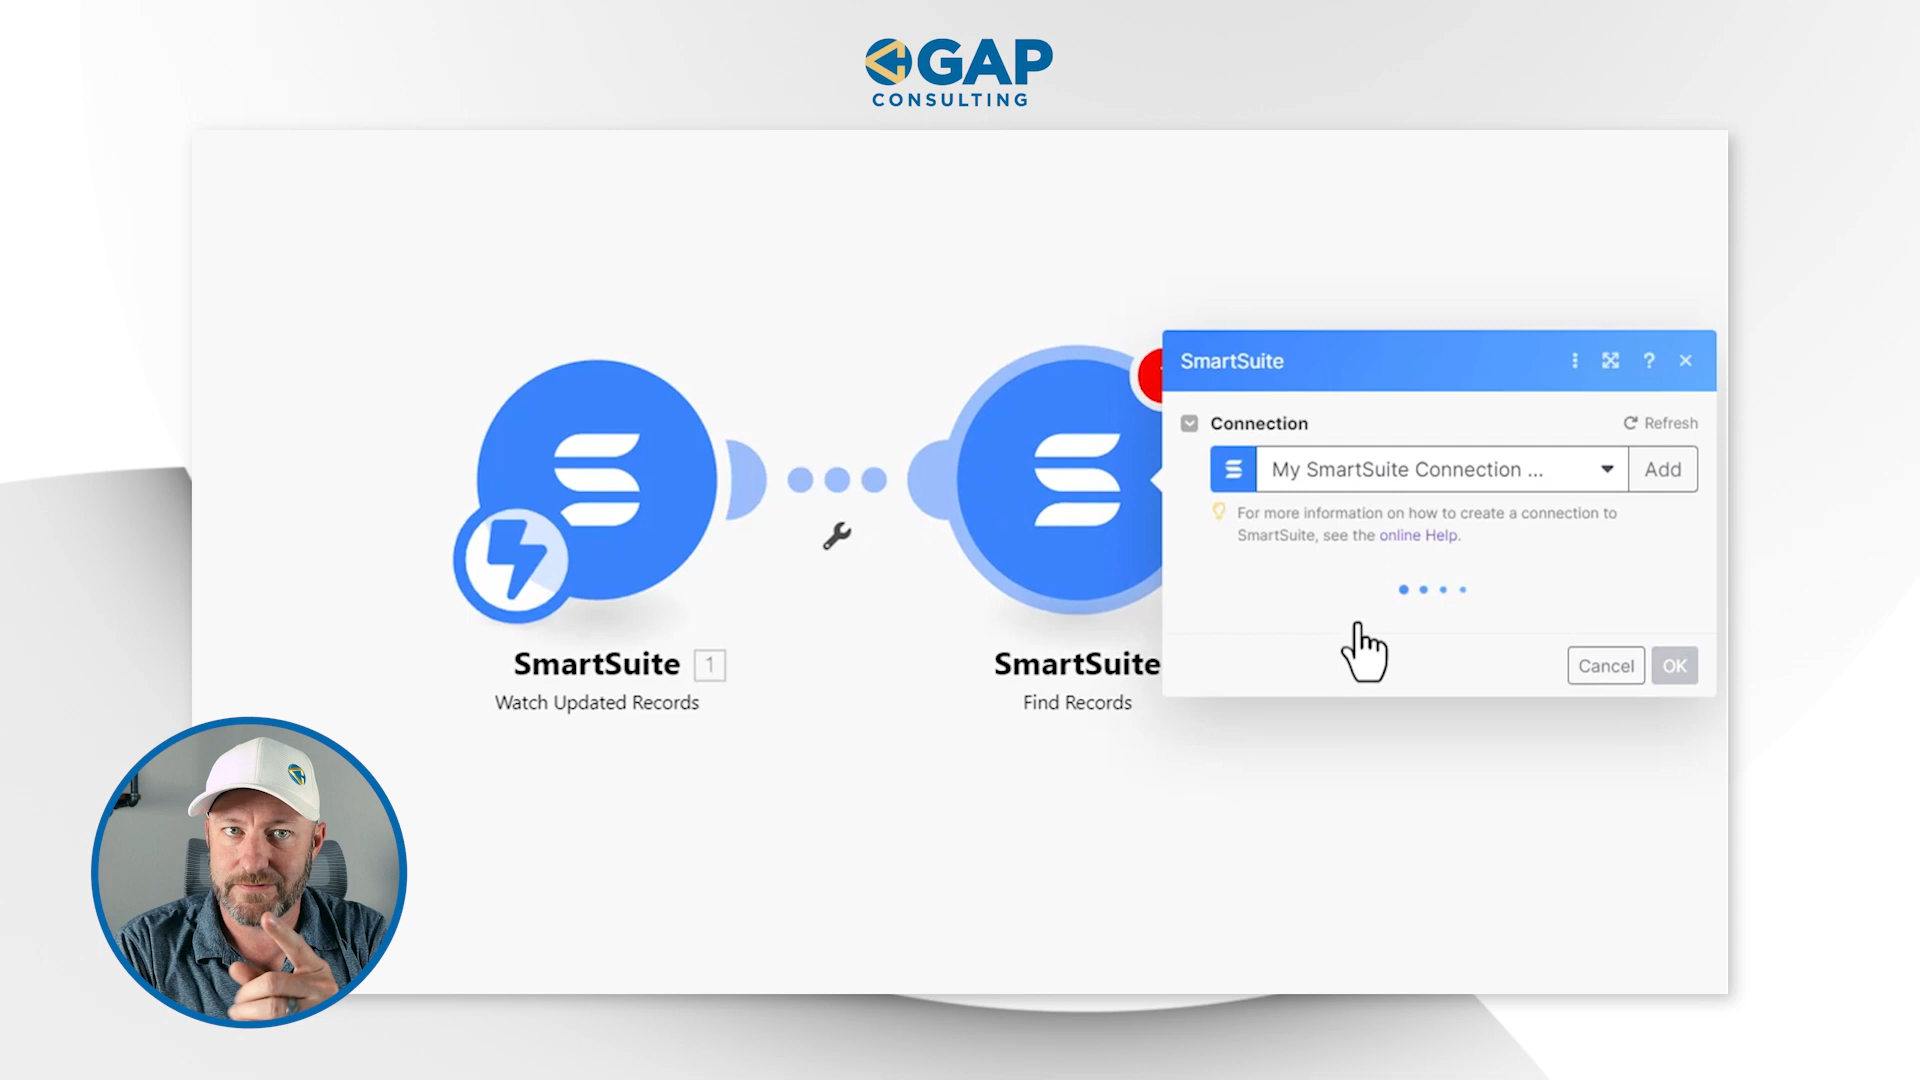 GAP
CONSULTING
SmartSuite
Connection
Refresh
My SmartSuite Connection ...
Add
For more information on how to create a connection to
SmartSuite, see the online Help.
Cancel
OK
SmartSuite 1
Watch Updated Records
SmartSuite
Find Records